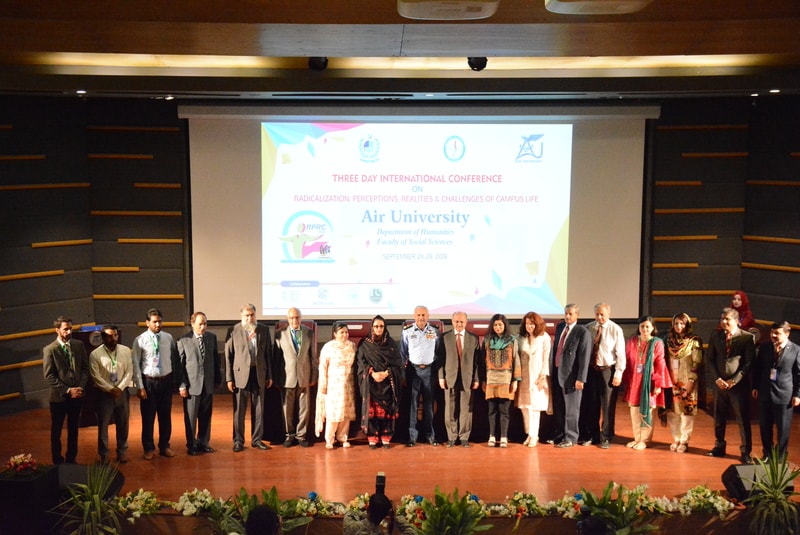 THREE DAY INTERNATIONAL CONFERENCE
ON
RADICALIZATION: PERCEPTIONS, REALITIES & CHALLENGES OF CAMPUS LIFE
Air University
Department of Humanities
Faculty of Social Sciences